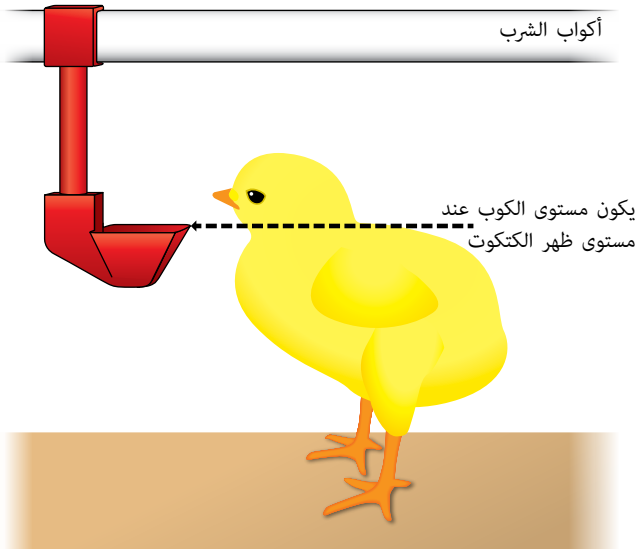 أكواب الشرب
يكون مستوى الكوب عند
مستوى ظهر الكتكوت